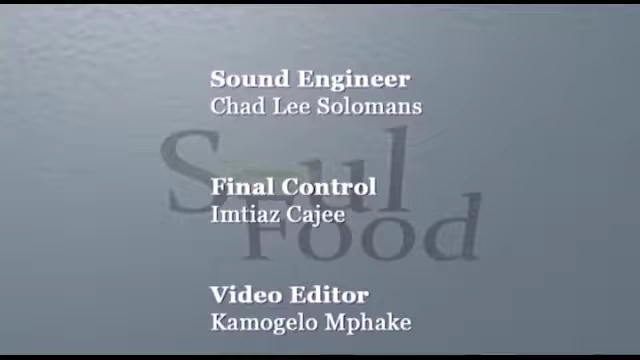 Sound Engineer
Chad Lee Solomans
Soul
Final Control
Imtiaz Cajee
Food
Video Editor
Kamogelo Mphake